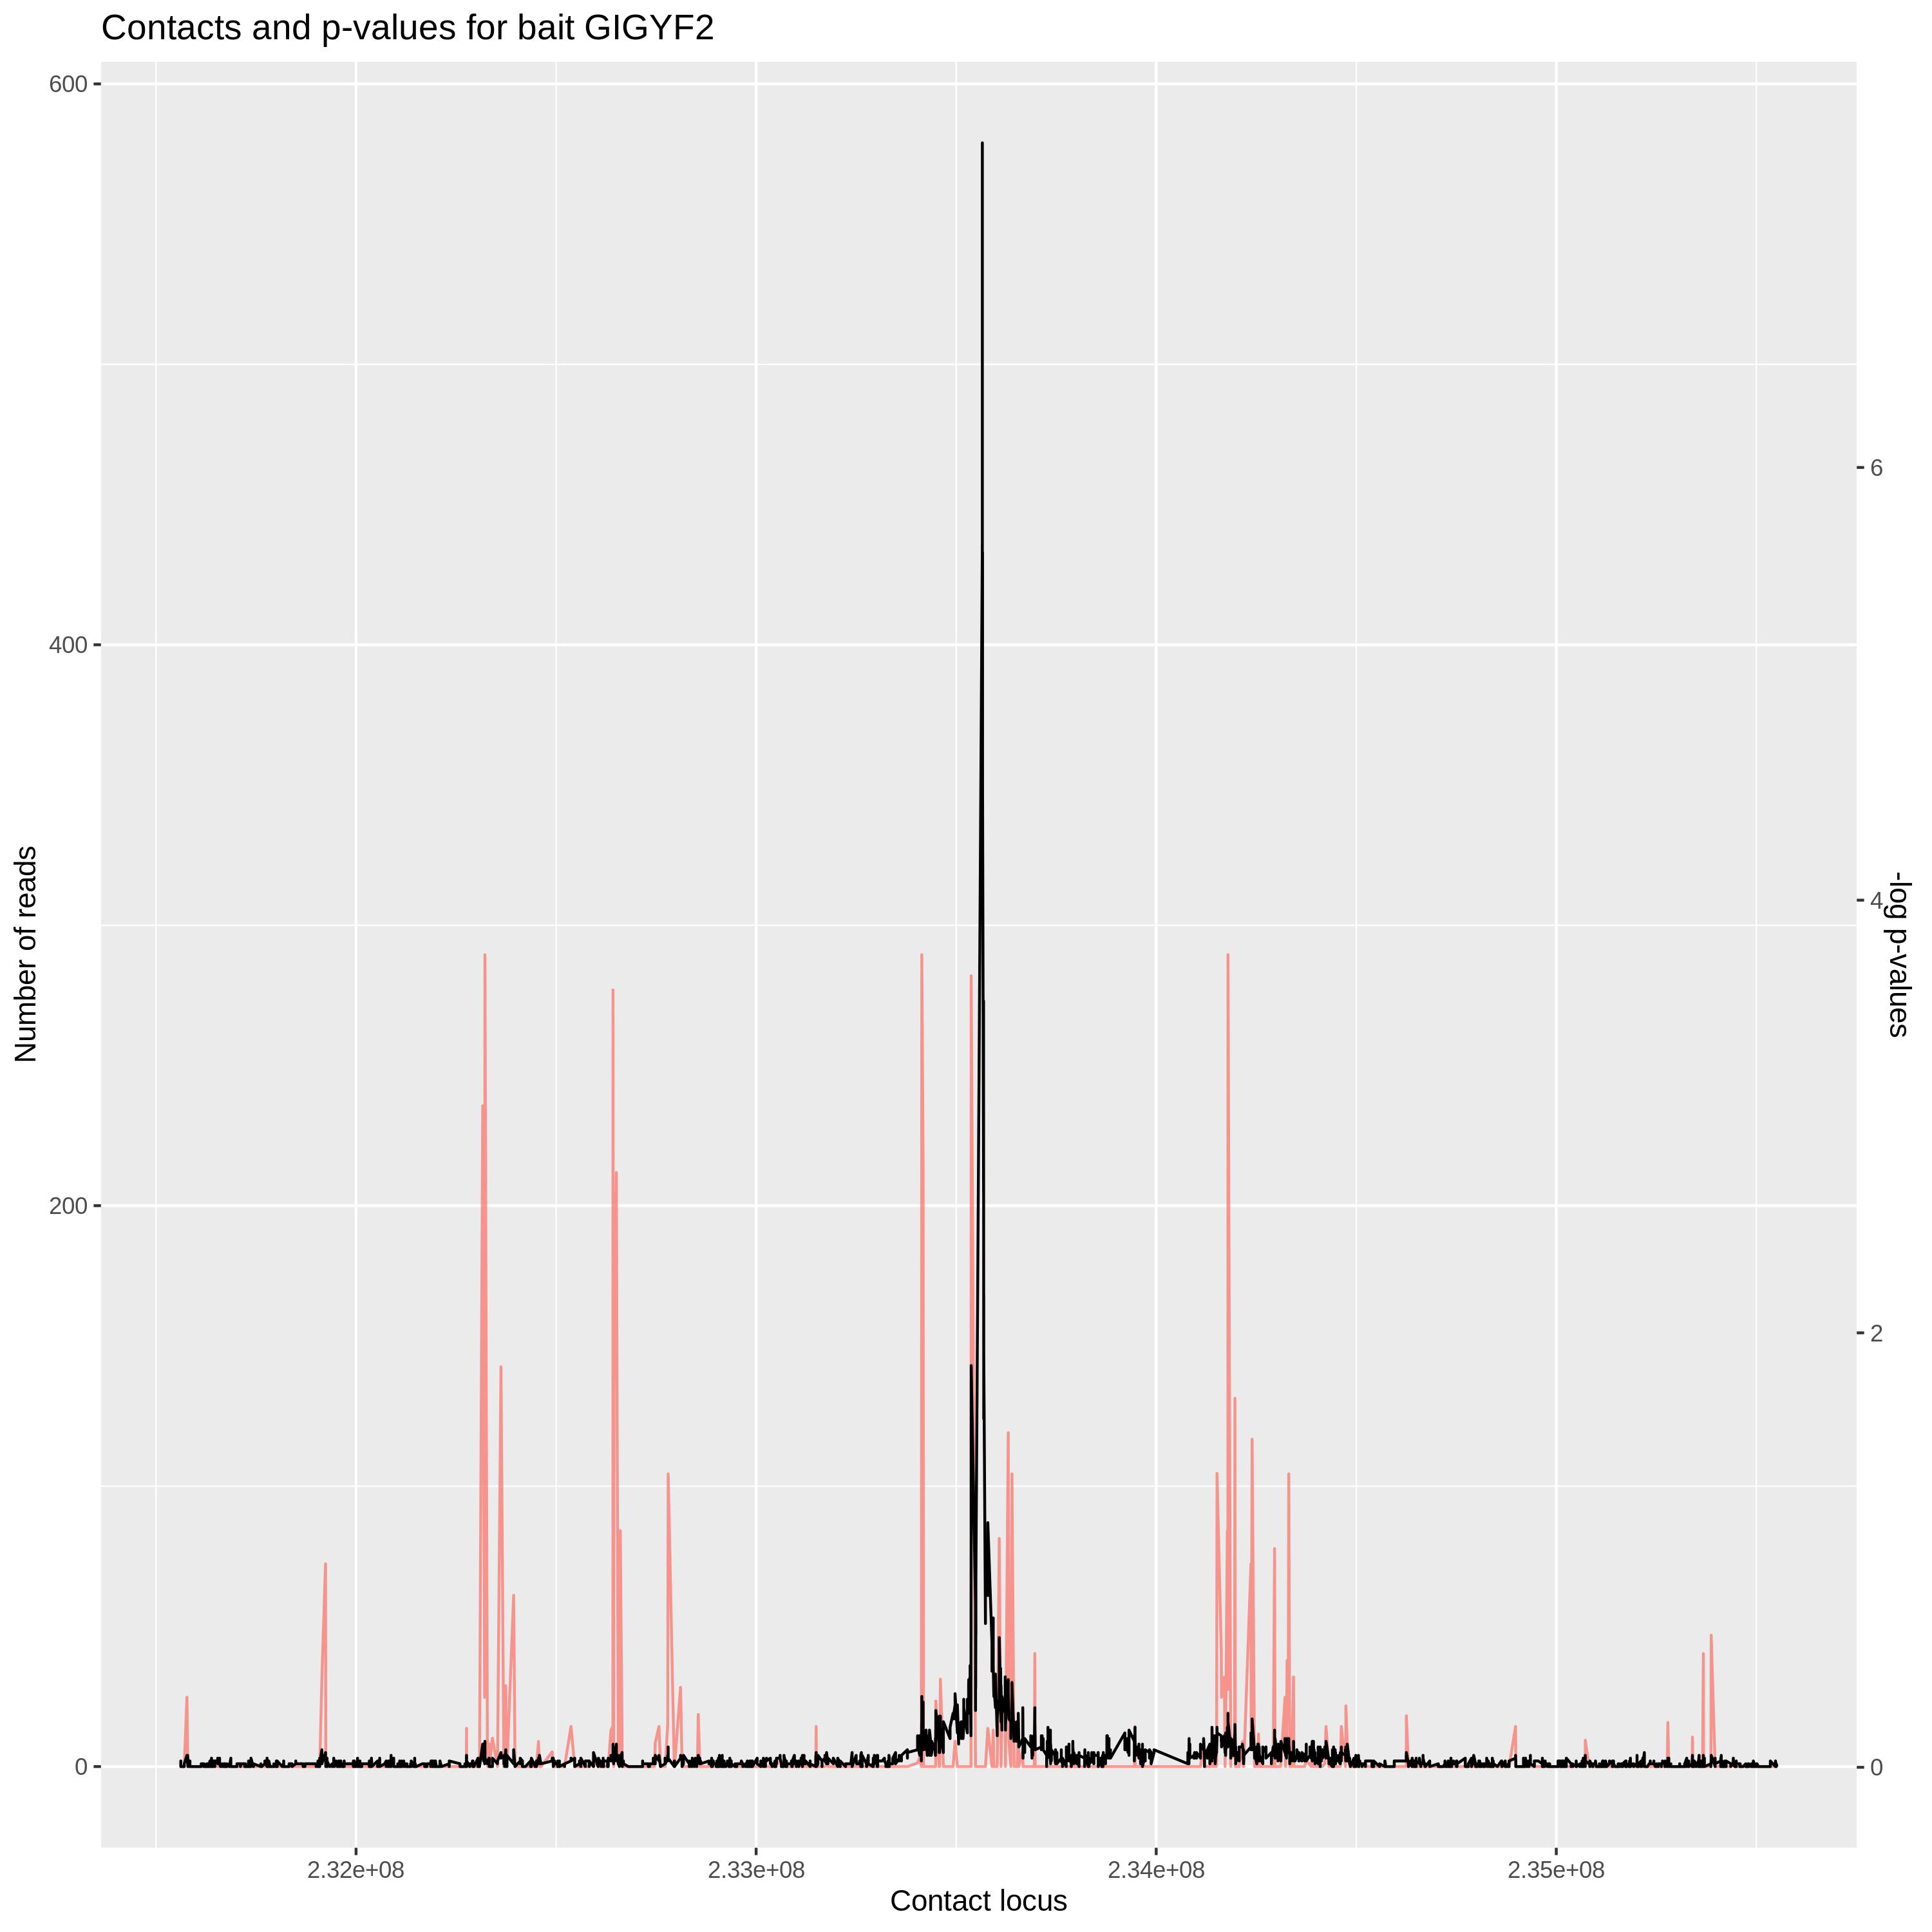 Contacts and p-values for bait GIGYF2
600
400
200
0
Number of reads
6
4
2
0
-log p-values
2.32e+08
2.33e+08
2.34e+08
2.35e+08
Contact locus